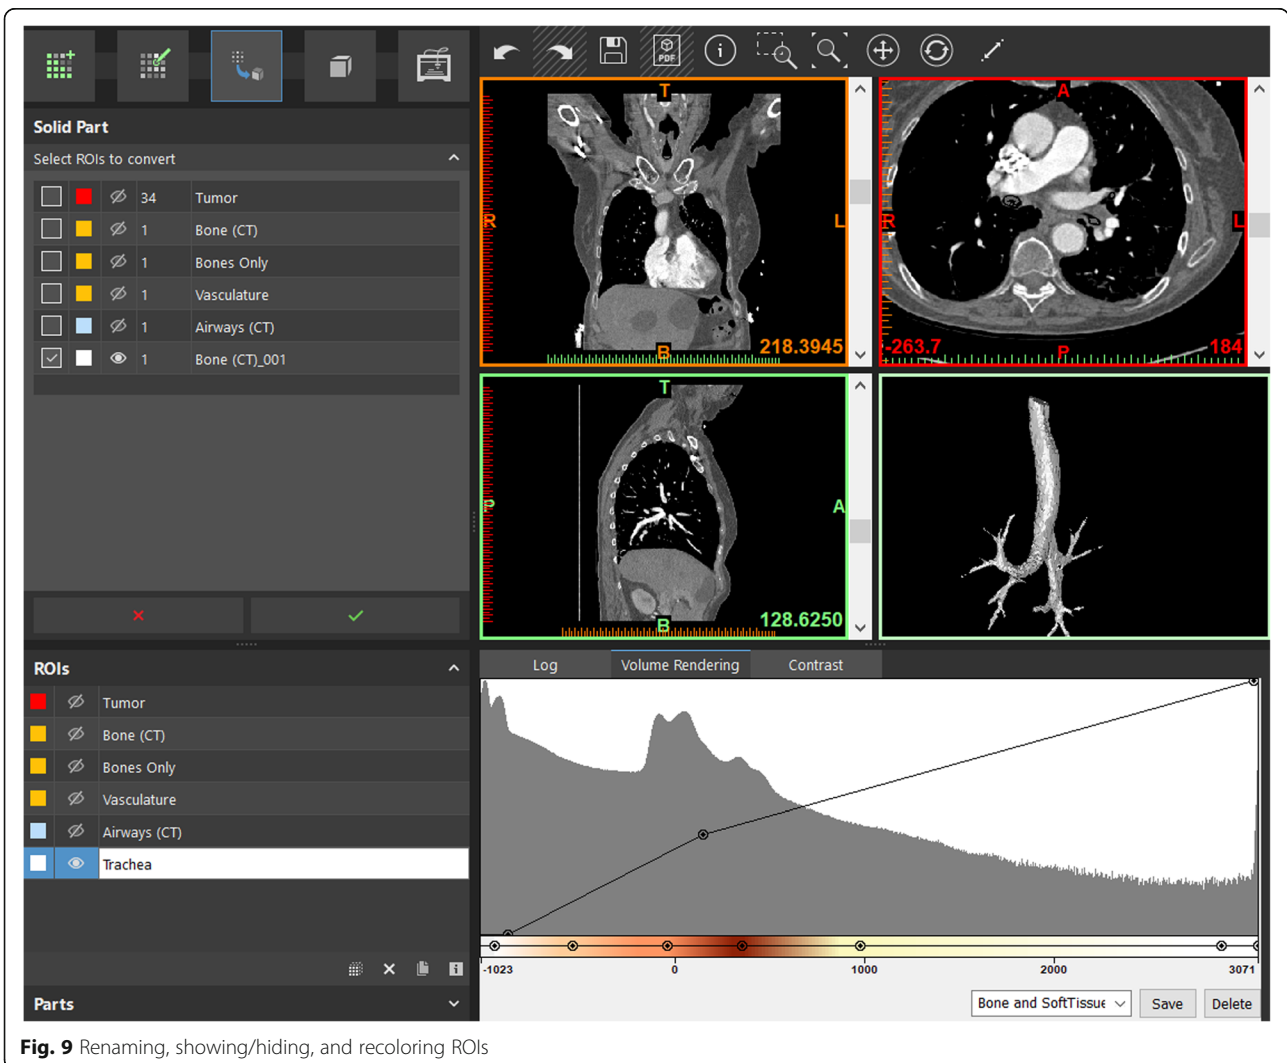 PDF
i
Solid Part
Select ROIs to convert
34 Tumor
1 Bone (CT)
1 Bones Only
1 Vasculature
1 Airways (CT)
1 Bone (CT)_001
T
R
L
B
218.3945
A
R
L
-263.7
P
184
T
P
A
B
128.6250
ROIs
Tumor
Bone (CT)
Bones Only
Vasculature
Airways (CT)
Trachea
i
Parts
Log Volume Rendering Contrast
-1023 0 1000 2000 3071
Bone and SoftTissue Save Delete
Fig. 9 Renaming, showing/hiding, and recoloring ROIs